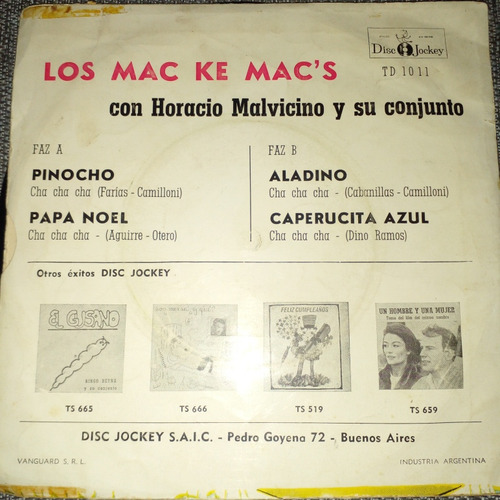 Disc Jockey
TD 1011
LOS MAC KE MAC'S
con Horacio Malvicino y su conjunto
FAZ A
PINOCHO
Cha cha cha (Farias - Camilloni)
PAPA NOEL
Cha cha cha - (Aguirre - Otero)
FAZ B
ALADINO
Cha cha cha - (Cabanillas - Camilloni)
CAPERUCITA AZUL
Cha cha cha - (Dino Ramos)
Otros éxitos DISC JOCKEY
EL GUSANO
FELIZ CUMPLEAÑOS
UN HOMBRE Y UNA MUJER
TS 665
TS 666
TS 519
TS 659
DISC JOCKEY S.A.I.C. - Pedro Goyena 72 - Buenos Aires
VANGUARD S. R. L.
INDUSTRIA ARGENTINA